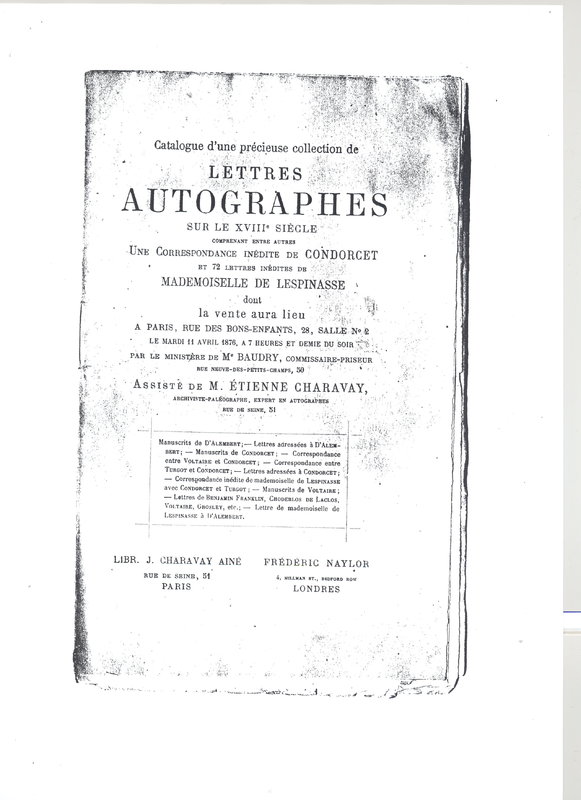 Catalogue d'une précieuse collection de
LETTRES
AUTOGRAPHES
SUR LE XVIIIe SIÈCLE
COMPRENANT ENTRE AUTRES
UNE CORRESPONDANCE INÉDITE DE CONDORCET
ET 72 LETTRES INÉDITES DE
MADEMOISELLE DE LESPINASSE
dont
la vente aura lieu
A PARIS, RUE DES BONS-ENFANTS, 28, SALLE No 2
LE MARDI 11 AVRIL 1876, A 7 HEURES ET DEMIE DU SOIR
PAR LE MINISTÈRE DE Me BAUDRY, COMMISSAIRE-PRISEUR
RUE NEUVE-DES-PETITS-CHAMPS, 50
ASSISTÉ DE M. ÉTIENNE CHARAVAY,
ARCHIVISTE-PALÉOGRAPHE, EXPERT EN AUTOGRAPHES
RUE DE SEINE, 51
Manuscrits de D'ALEMBERT; — Lettres adressées à D'ALEM-
BERT; — Manuscrits de CONDORCET; — Correspondance
entre VOLTAIRE et CONDORCET; — Correspondance entre
TURGOT et CONDORCET; — Lettres adressées à CONDORCET;
— Correspondance inédite de mademoiselle de LESPINASSE
avec CONDORCET et TURGOT; — Manuscrits de VOLTAIRE;
— Lettres de BENJAMIN FRANKLIN, CHODERLOS DE LACLOS,
VOLTAIRE, GROSLEY, etc.; — Lettre de mademoiselle de
LESPINASSE à D'ALEMBERT.
LIBR. J. CHARAVAY AINÉ
RUE DE SEINE, 51
PARIS
FRÉDÉRIC NAYLOR
4, MILLMAN ST., BEDFORD ROW
LONDRES